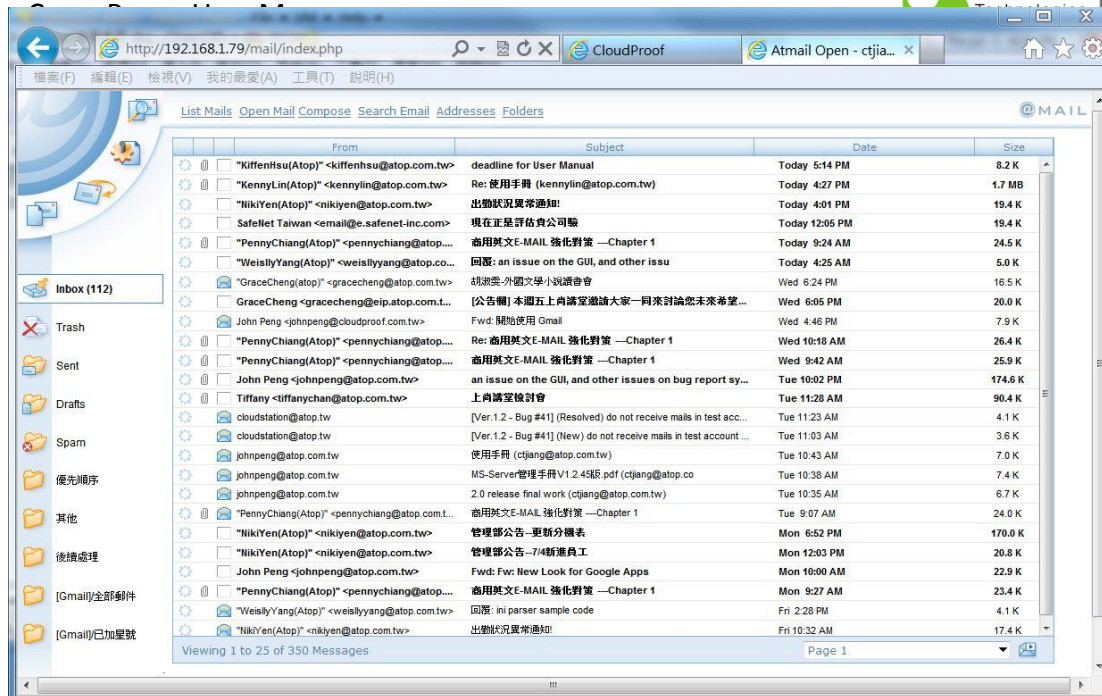 http://192.168.1.79/mail/index.php CloudProof Atmail Open - ctjia...
檔案(F) 編輯(E) 檢視(V) 我的最愛(A) 工具(T) 說明(H)
List Mails Open Mail Compose Search Email Addresses Folders @MAIL
From Subject Date Size
"KiffenHsu(Atop)" <kiffenhsu@atop.com.tw> deadline for User Manual Today 5:14 PM 8.2 K
"KennyLin(Atop)" <kennylin@atop.com.tw> Re: 使用手冊 (kennylin@atop.com.tw) Today 4:27 PM 1.7 MB
"NikiYen(Atop)" <nikiyen@atop.com.tw> 出勤狀況異常通知! Today 4:01 PM 19.4 K
SafeNet Taiwan <email@e.safenet-inc.com> 現在正是評估貴公司驗 Today 12:05 PM 19.4 K
"PennyChiang(Atop)" <pennychiang@atop.... 商用英文E-MAIL 強化對策 ---Chapter 1 Today 9:24 AM 24.5 K
"WeisllyYang(Atop)" <weisllyyang@atop.co... 回覆: an issue on the GUI, and other issu Today 4:25 AM 5.0 K
"GraceCheng(atop)" <gracecheng@atop.com.tw> 胡淑雯-外國文學小說讀書會 Wed 6:24 PM 16.5 K
Inbox (112)
GraceCheng <gracecheng@eip.atop.com.t... [公告欄] 本週五上尚講堂邀請大家一同來討論您未來希望... Wed 6:05 PM 20.0 K
John Peng <johnpeng@cloudproof.com.tw> Fwd: 開始使用 Gmail Wed 4:46 PM 7.9 K
Trash
"PennyChiang(Atop)" <pennychiang@atop.... Re: 商用英文E-MAIL 強化對策 ---Chapter 1 Wed 10:18 AM 26.4 K
"PennyChiang(Atop)" <pennychiang@atop.... 商用英文E-MAIL 強化對策 ---Chapter 1 Wed 9:42 AM 25.9 K
Sent
John Peng <johnpeng@atop.com.tw> an issue on the GUI, and other issues on bug report sy... Tue 10:02 PM 174.6 K
Tiffany <tiffanychan@atop.com.tw> 上尚講堂檢討會 Tue 11:28 AM 90.4 K
Drafts
cloudstation@atop.tw [Ver.1.2 - Bug #41] (Resolved) do not receive mails in test acc... Tue 11:23 AM 4.1 K
cloudstation@atop.tw [Ver.1.2 - Bug #41] (New) do not receive mails in test account ... Tue 11:03 AM 3.6 K
Spam
johnpeng@atop.com.tw 使用手冊 (ctjiang@atop.com.tw) Tue 10:43 AM 7.0 K
johnpeng@atop.com.tw MS-Server管理手冊V1.2.45版.pdf (ctjiang@atop.co Tue 10:38 AM 7.4 K
優先順序
johnpeng@atop.com.tw 2.0 release final work (ctjiang@atop.com.tw) Tue 10:35 AM 6.7 K
"PennyChiang(Atop)" <pennychiang@atop.com.t... 商用英文E-MAIL 強化對策 ---Chapter 1 Tue 9:07 AM 24.0 K
其他
"NikiYen(Atop)" <nikiyen@atop.com.tw> 管理部公告--更新分機表 Mon 6:52 PM 170.0 K
"NikiYen(Atop)" <nikiyen@atop.com.tw> 管理部公告--7/4新進員工 Mon 12:03 PM 20.8 K
後續處理
John Peng <johnpeng@atop.com.tw> Fwd: Fw: New Look for Google Apps Mon 10:00 AM 22.9 K
"PennyChiang(Atop)" <pennychiang@atop.... 商用英文E-MAIL 強化對策 ---Chapter 1 Mon 9:27 AM 23.4 K
[Gmail]/全部郵件
"WeisllyYang(Atop)" <weisllyyang@atop.com.tw> 回覆: ini parser sample code Fri 2:28 PM 4.1 K
"NikiYen(Atop)" <nikiyen@atop.com.tw> 出勤狀況異常通知! Fri 10:32 AM 17.4 K
[Gmail]/已加星號
Viewing 1 to 25 of 350 Messages Page 1